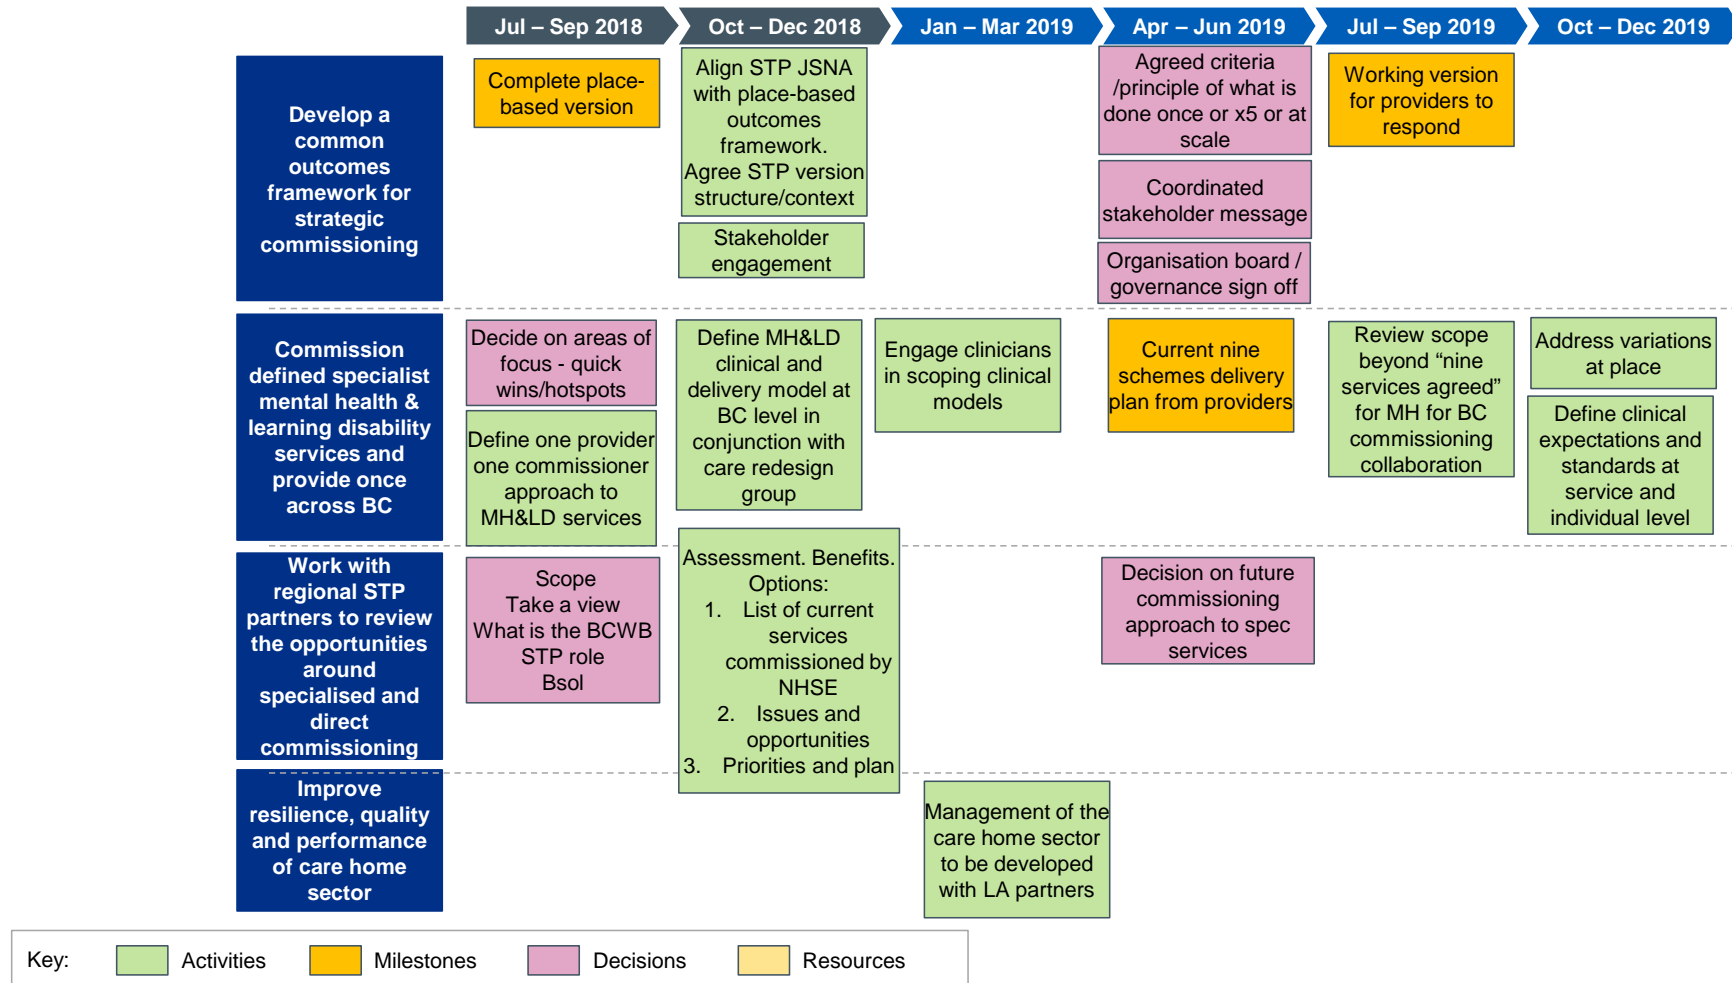 Jul – Sep 2018
Oct – Dec 2018
Jan – Mar 2019
Apr – Jun 2019
Jul – Sep 2019
Oct – Dec 2019
Develop a
common
outcomes
framework for
strategic
commissioning
Complete place-
based version
Align STP JSNA
with place-based
outcomes
framework.
Agree STP version
structure/context
Stakeholder
engagement
Agreed criteria
/principle of what is
done once or x5 or at
scale
Coordinated
stakeholder message
Organisation board /
governance sign off
Working version
for providers to
respond
Commission
defined specialist
mental health &
learning disability
services and
provide once
across BC
Decide on areas of
focus - quick
wins/hotspots
Define one provider
one commissioner
approach to
MH&LD services
Define MH&LD
clinical and
delivery model at
BC level in
conjunction with
care redesign
group
Engage clinicians
in scoping clinical
models
Current nine
schemes delivery
plan from providers
Review scope
beyond “nine
services agreed”
for MH for BC
commissioning
collaboration
Address variations
at place
Define clinical
expectations and
standards at
service and
individual level
Work with
regional STP
partners to review
the opportunities
around
specialised and
direct
commissioning
Scope
Take a view
What is the BCWB
STP role
Bsol
Assessment. Benefits.
Options:
1. List of current
services
commissioned by
NHSE
2. Issues and
opportunities
3. Priorities and plan
Decision on future
commissioning
approach to spec
services
Improve
resilience, quality
and performance
of care home
sector
Management of the
care home sector
to be developed
with LA partners
Key:
Activities
Milestones
Decisions
Resources